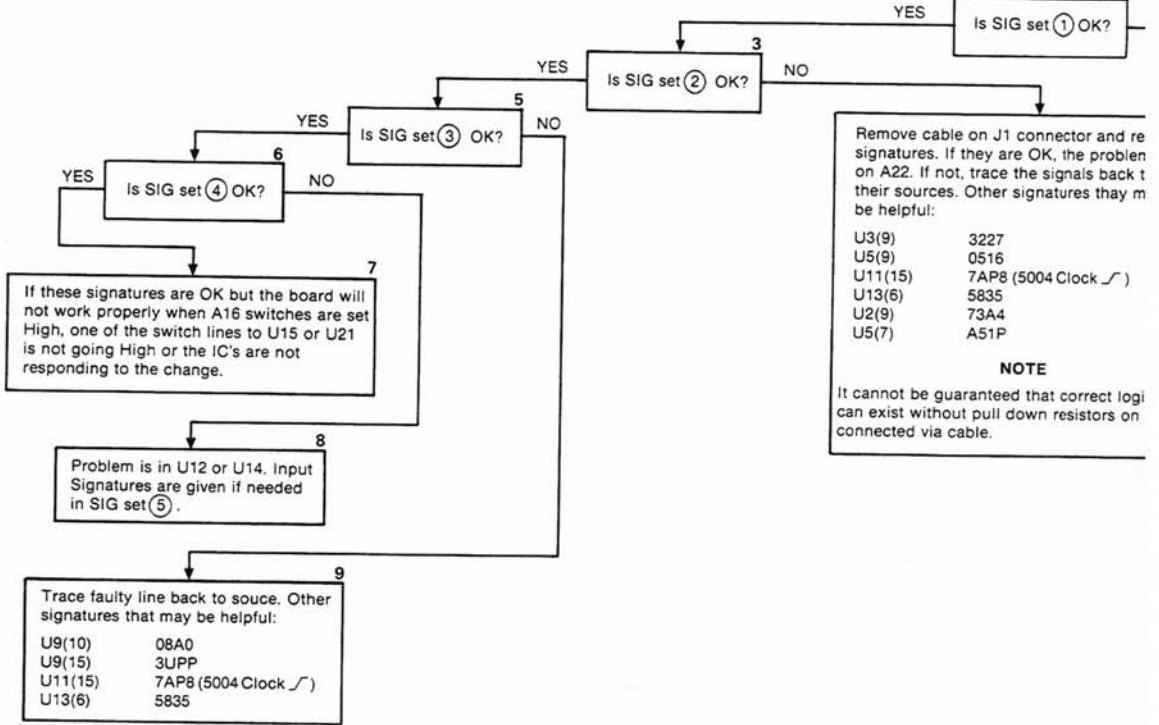 YES
Is SIG set ① OK?
3
YES
Is SIG set ② OK?
NO
5
YES
Is SIG set ③ OK?
NO
6
YES
Is SIG set ④ OK?
NO
Remove cable on J1 connector and re
signatures. If they are OK, the problem
on A22. If not, trace the signals back t
their sources. Other signatures thay m
be helpful:
U3(9) 3227
U5(9) 0516
U11(15) 7AP8 (5004 Clock ⎍)
U13(6) 5835
U2(9) 73A4
U5(7) A51P
NOTE
It cannot be guaranteed that correct logi
can exist without pull down resistors on
connected via cable.
7
If these signatures are OK but the board will
not work properly when A16 switches are set
High, one of the switch lines to U15 or U21
is not going High or the IC's are not
responding to the change.
8
Problem is in U12 or U14. Input
Signatures are given if needed
in SIG set ⑤ .
9
Trace faulty line back to souce. Other
signatures that may be helpful:
U9(10) 08A0
U9(15) 3UPP
U11(15) 7AP8 (5004 Clock ⎍)
U13(6) 5835